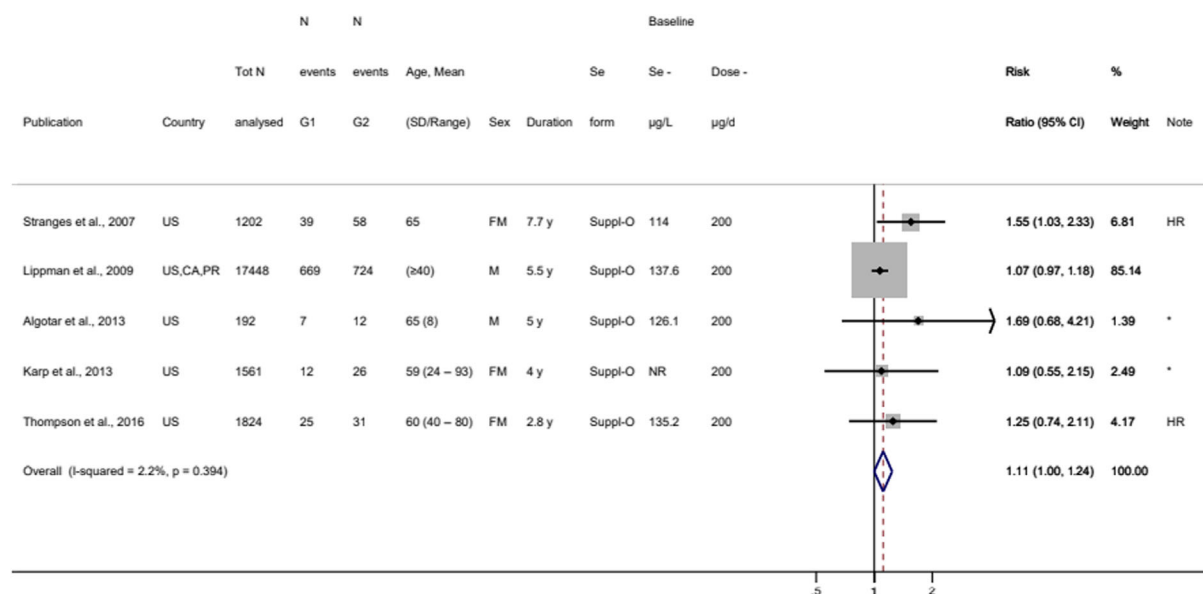 N N Baseline
Tot N events events Age, Mean Se Se - Dose - Risk %
Publication Country analysed G1 G2 (SD/Range) Sex Duration form µg/L µg/d Ratio (95% CI) Weight Note
Stranges et al., 2007 US 1202 39 58 65 FM 7.7 y Suppl-O 114 200 1.55 (1.03, 2.33) 6.81 HR
Lippman et al., 2009 US,CA,PR 17448 669 724 (≥40) M 5.5 y Suppl-O 137.6 200 1.07 (0.97, 1.18) 85.14
Algotar et al., 2013 US 192 7 12 65 (8) M 5 y Suppl-O 126.1 200 1.69 (0.68, 4.21) 1.39 *
Karp et al., 2013 US 1561 12 26 59 (24 – 93) FM 4 y Suppl-O NR 200 1.09 (0.55, 2.15) 2.49 *
Thompson et al., 2016 US 1824 25 31 60 (40 – 80) FM 2.8 y Suppl-O 135.2 200 1.25 (0.74, 2.11) 4.17 HR
Overall (I-squared = 2.2%, p = 0.394) 1.11 (1.00, 1.24) 100.00
.5 1 2